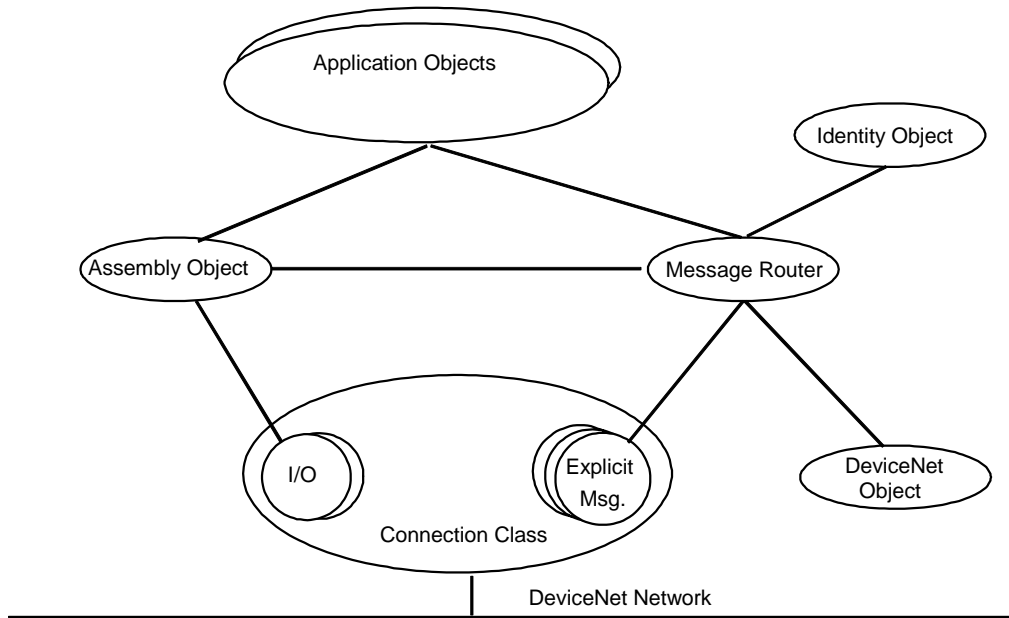 Application Objects
Identity Object
Assembly Object
Message Router
I/O
Explicit
Msg.
DeviceNet
Object
Connection Class
DeviceNet Network